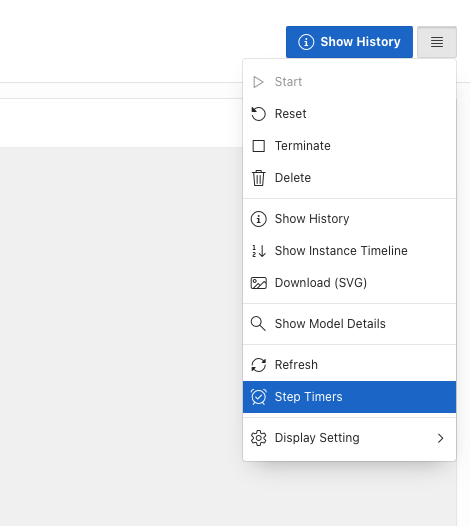 Show History
Start
Reset
Terminate
Delete
Show History
Show Instance Timeline
Download (SVG)
Show Model Details
Refresh
Step Timers
Display Setting